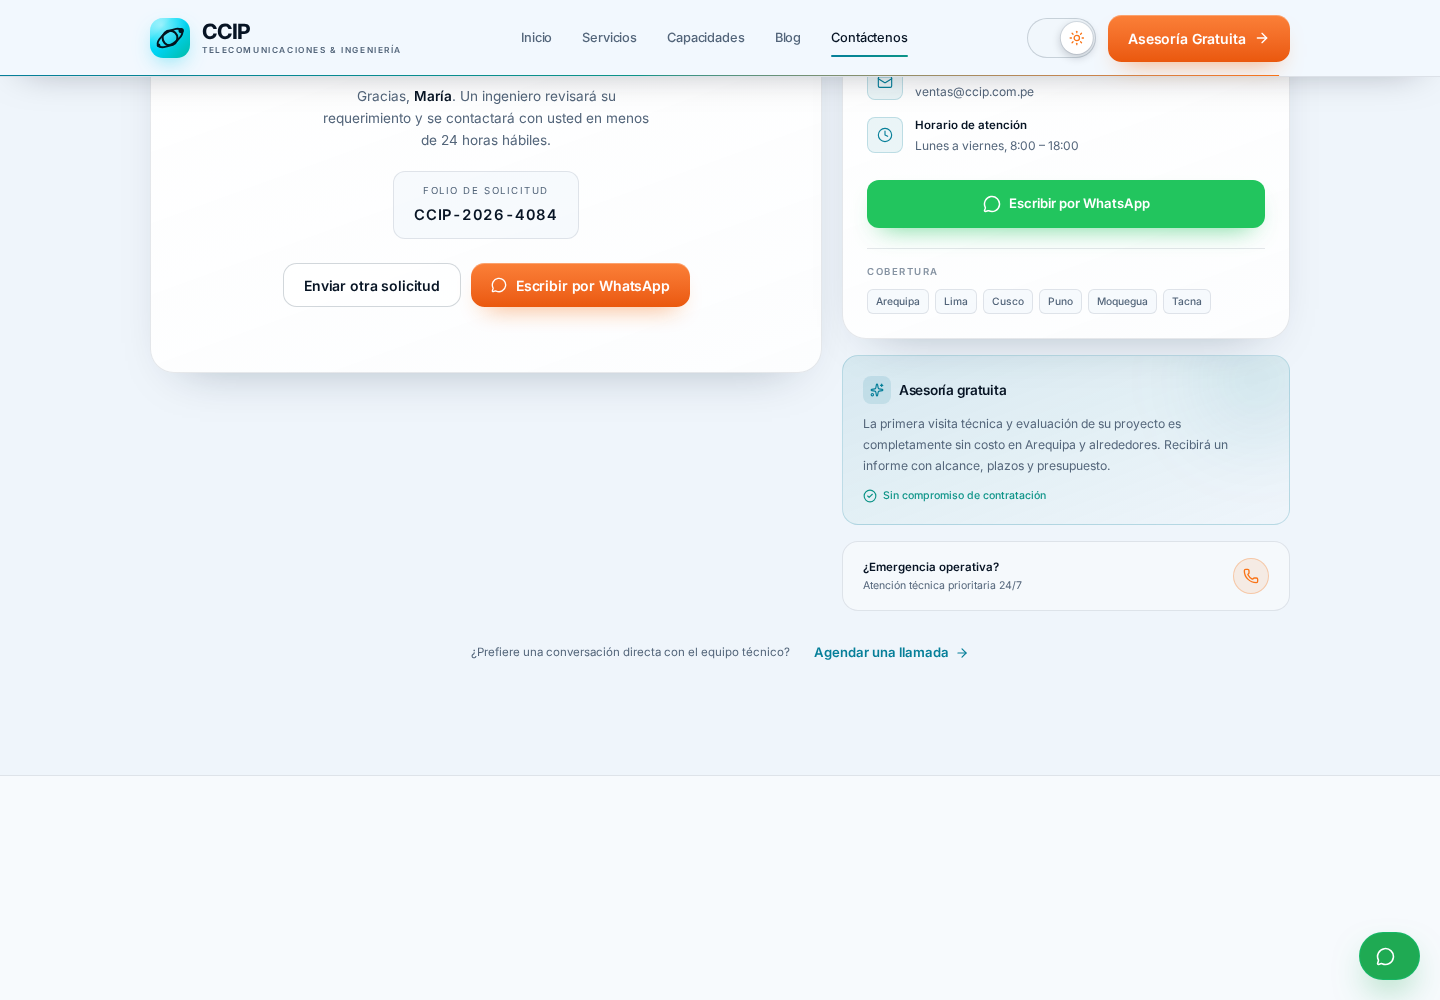 CCIP
TELECOMUNICACIONES & INGENIERÍA
Inicio
Servicios
Capacidades
Blog
Contáctenos
Asesoría Gratuita
Gracias, María. Un ingeniero revisará su
requerimiento y se contactará con usted en menos
de 24 horas hábiles.
FOLIO DE SOLICITUD
CCIP-2026-4084
Enviar otra solicitud
Escribir por WhatsApp
ventas@ccip.com.pe
Horario de atención
Lunes a viernes, 8:00 – 18:00
Escribir por WhatsApp
COBERTURA
Arequipa
Lima
Cusco
Puno
Moquegua
Tacna
Asesoría gratuita
La primera visita técnica y evaluación de su proyecto es
completamente sin costo en Arequipa y alrededores. Recibirá un
informe con alcance, plazos y presupuesto.
Sin compromiso de contratación
¿Emergencia operativa?
Atención técnica prioritaria 24/7
¿Prefiere una conversación directa con el equipo técnico?
Agendar una llamada